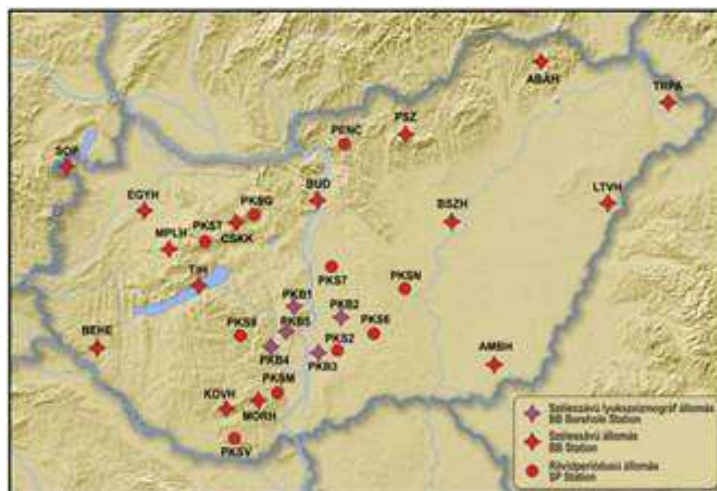 ABAH
TRPA
PSZ
PENC
SOP
BUD
EGYH
PKSG
LTVH
BSZH
PKST
CSKK
MPLH
TIH
PKS7
PKSN
PKB1
PKB2
PKB5
PKS6
PKS9
PKS2
BEHE
PKB4
PKB3
AMBH
PKSM
KOVH
MORH
PKSV
Szélessávú lyukszeizmográf állomás
BB Borehole Station
Szélessávú állomás
BB Station
Rövidperiódusú állomás
SP Station